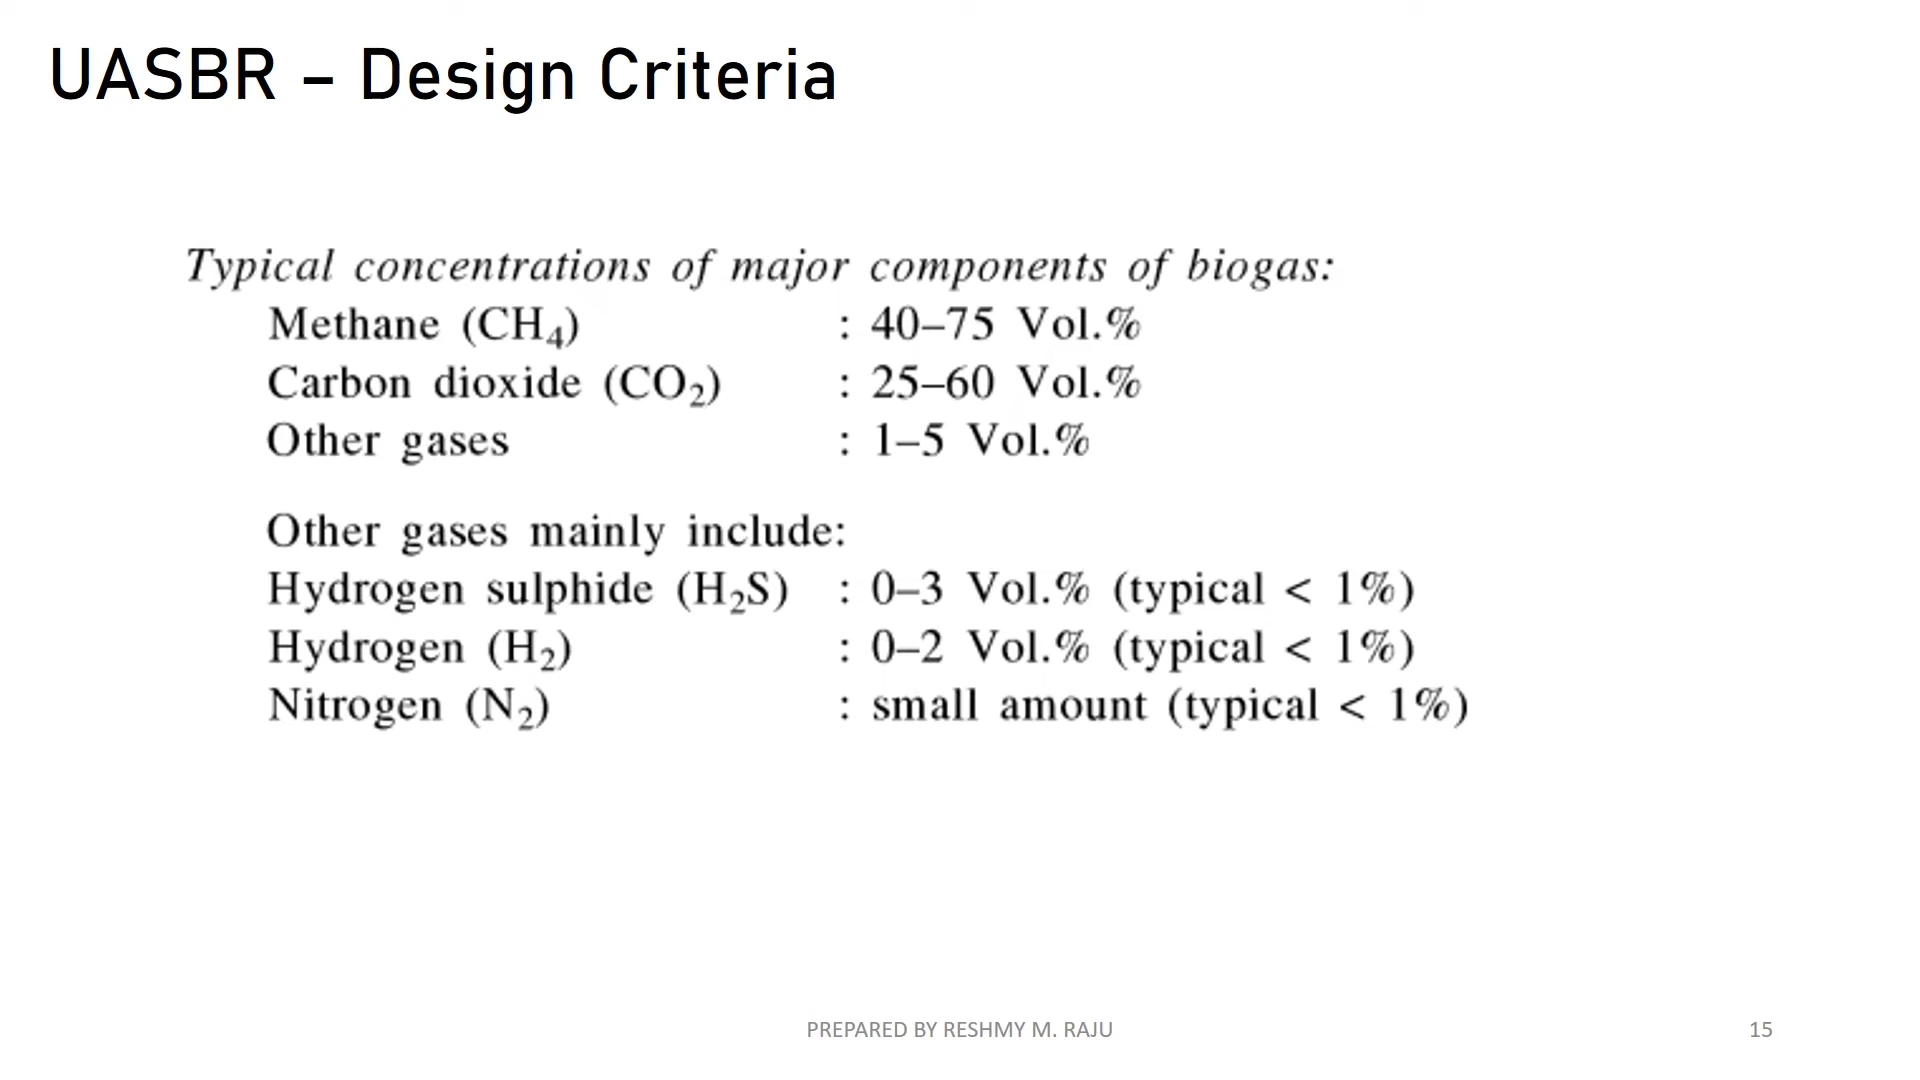 UASBR – Design Criteria
Typical concentrations of major components of biogas:
Methane (CH₄) : 40–75 Vol.%
Carbon dioxide (CO₂) : 25–60 Vol.%
Other gases : 1–5 Vol.%
Other gases mainly include:
Hydrogen sulphide (H₂S) : 0–3 Vol.% (typical < 1%)
Hydrogen (H₂) : 0–2 Vol.% (typical < 1%)
Nitrogen (N₂) : small amount (typical < 1%)
PREPARED BY RESHMY M. RAJU
15